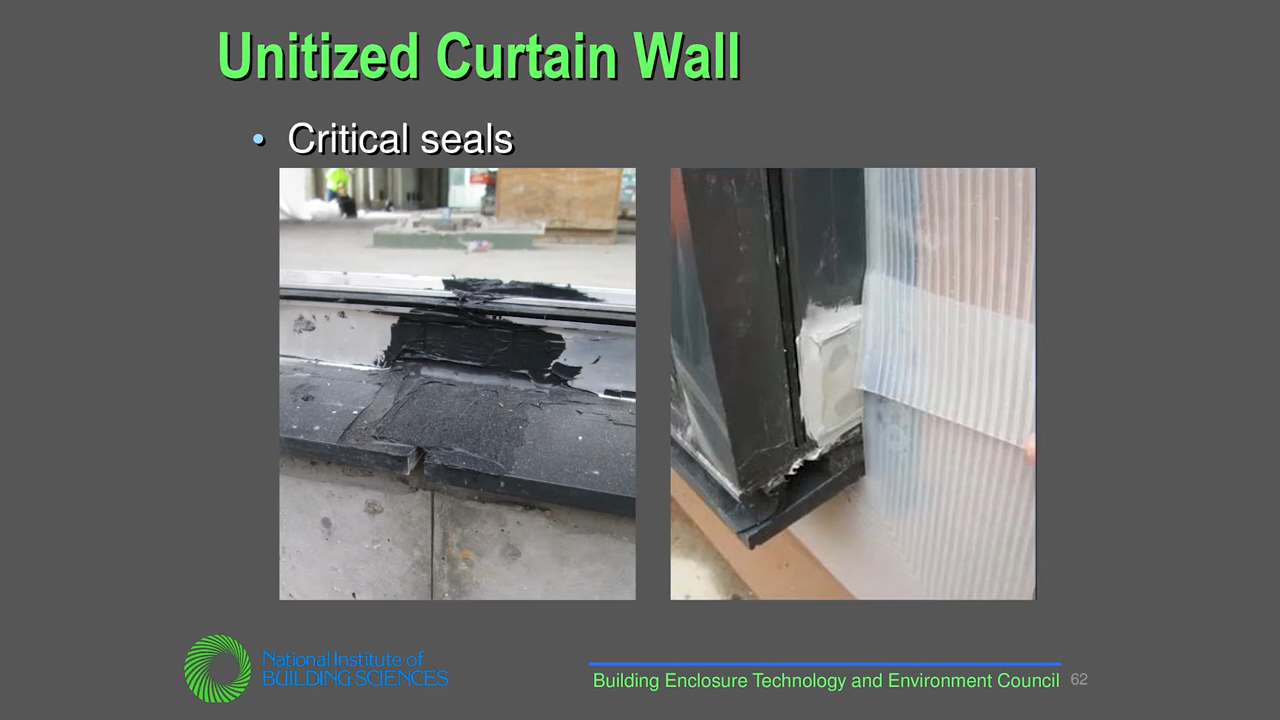 Unitized Curtain Wall
• Critical seals
National Institute of
BUILDING SCIENCES
Building Enclosure Technology and Environment Council 62